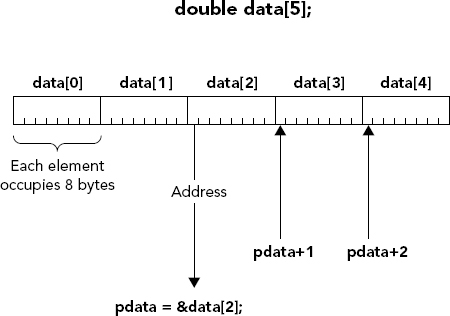 double data[5];
data[0] data[1] data[2] data[3] data[4]
Each element
occupies 8 bytes
Address
pdata+1 pdata+2
pdata = &data[2];